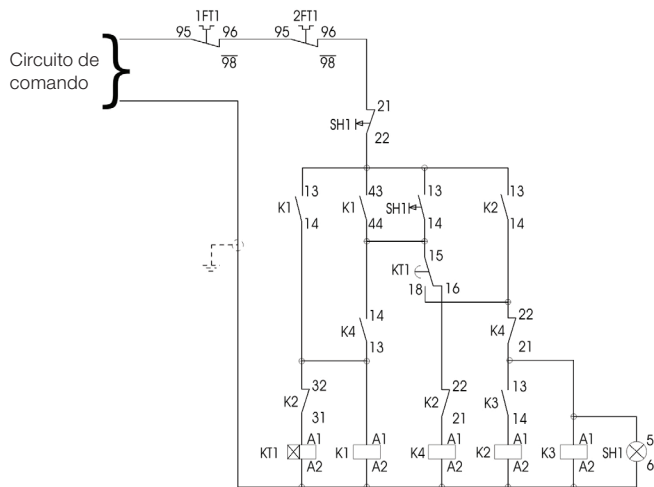 1FT1 2FT1
95 96 95 96
98 98
Circuito de
comando
21
SH1
22
13 43 13 13
K1 K1 SH1 K2
14 44 14 14
15
KT1
18 16
14 22
K4 K4
13 21
32 22 13
K2 K2 K3
31 21 14
A1 A1 A1 A1 A1 5
KT1 K1 K4 K2 K3 SH1
A2 A2 A2 A2 A2 6